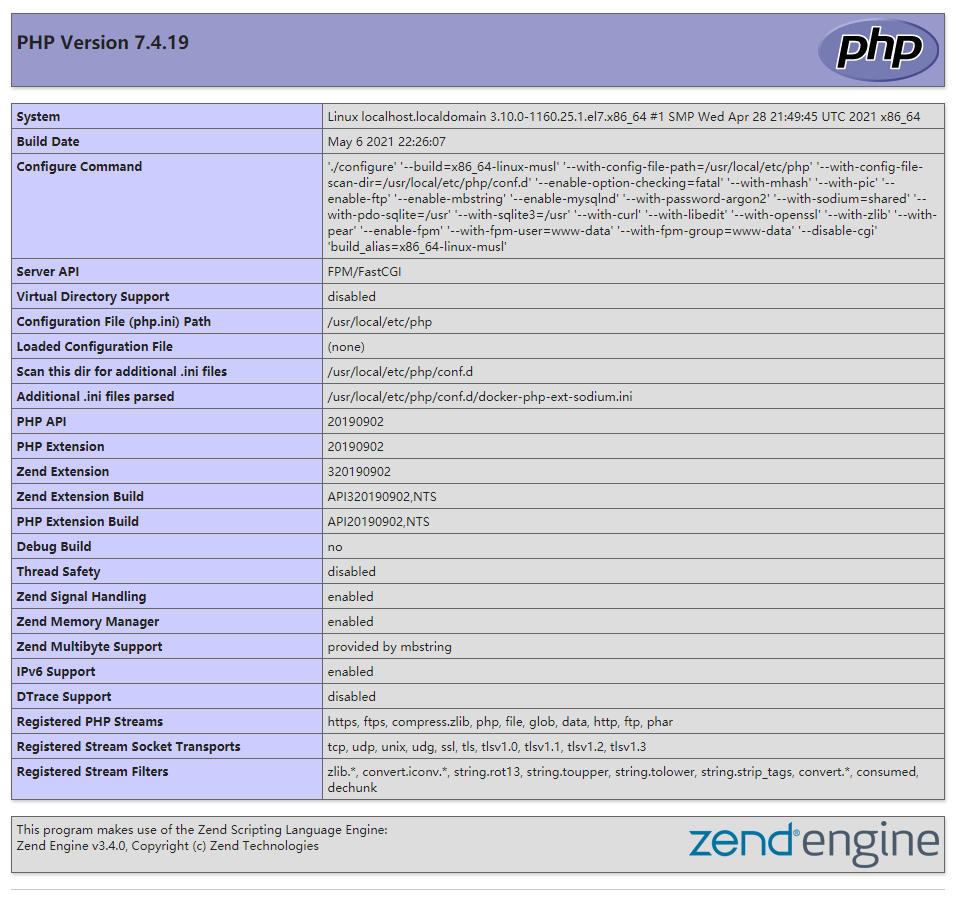 PHP Version 7.4.19
php
System Linux localhost.localdomain 3.10.0-1160.25.1.el7.x86_64 #1 SMP Wed Apr 28 21:49:45 UTC 2021 x86_64
Build Date May 6 2021 22:26:07
Configure Command './configure' '--build=x86_64-linux-musl' '--with-config-file-path=/usr/local/etc/php' '--with-config-file-
scan-dir=/usr/local/etc/php/conf.d' '--enable-option-checking=fatal' '--with-mhash' '--with-pic' '--
enable-ftp' '--enable-mbstring' '--enable-mysqlnd' '--with-password-argon2' '--with-sodium=shared' '--
with-pdo-sqlite=/usr' '--with-sqlite3=/usr' '--with-curl' '--with-libedit' '--with-openssl' '--with-zlib' '--with-
pear' '--enable-fpm' '--with-fpm-user=www-data' '--with-fpm-group=www-data' '--disable-cgi'
'build_alias=x86_64-linux-musl'
Server API FPM/FastCGI
Virtual Directory Support disabled
Configuration File (php.ini) Path /usr/local/etc/php
Loaded Configuration File (none)
Scan this dir for additional .ini files /usr/local/etc/php/conf.d
Additional .ini files parsed /usr/local/etc/php/conf.d/docker-php-ext-sodium.ini
PHP API 20190902
PHP Extension 20190902
Zend Extension 320190902
Zend Extension Build API320190902,NTS
PHP Extension Build API20190902,NTS
Debug Build no
Thread Safety disabled
Zend Signal Handling enabled
Zend Memory Manager enabled
Zend Multibyte Support provided by mbstring
IPv6 Support enabled
DTrace Support disabled
Registered PHP Streams https, ftps, compress.zlib, php, file, glob, data, http, ftp, phar
Registered Stream Socket Transports tcp, udp, unix, udg, ssl, tls, tlsv1.0, tlsv1.1, tlsv1.2, tlsv1.3
Registered Stream Filters zlib.*, convert.iconv.*, string.rot13, string.toupper, string.tolower, string.strip_tags, convert.*, consumed,
dechunk
This program makes use of the Zend Scripting Language Engine:
Zend Engine v3.4.0, Copyright (c) Zend Technologies
zend® engine